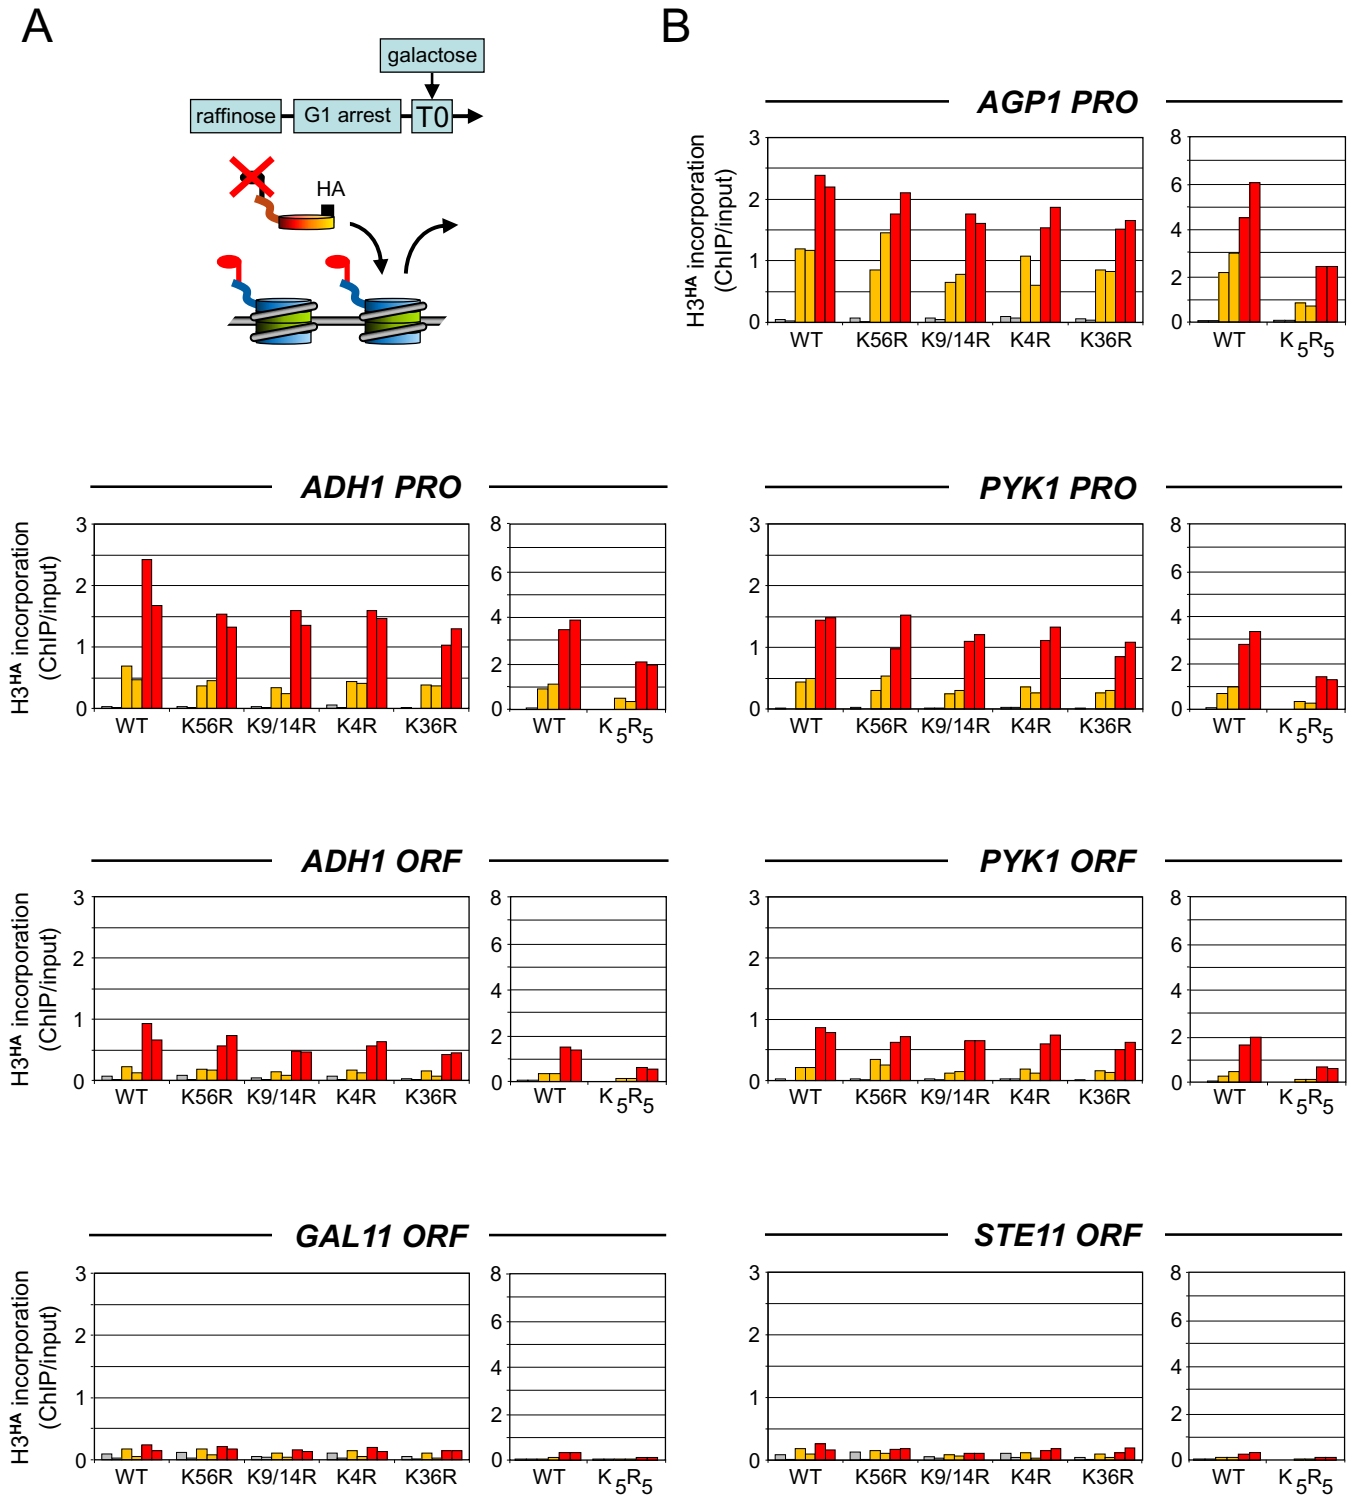 A
galactose
raffinose
G1 arrest
T0
HA
B
AGP1 PRO
H3HA incorporation
(ChIP/input)
3
2
1
0
WT K56R K9/14R K4R K36R
8
6
4
2
0
WT K5R5
ADH1 PRO
H3HA incorporation
(ChIP/input)
3
2
1
0
WT K56R K9/14R K4R K36R
8
6
4
2
0
WT K5R5
PYK1 PRO
3
2
1
0
WT K56R K9/14R K4R K36R
8
6
4
2
0
WT K5R5
ADH1 ORF
H3HA incorporation
(ChIP/input)
3
2
1
0
WT K56R K9/14R K4R K36R
8
6
4
2
0
WT K5R5
PYK1 ORF
3
2
1
0
WT K56R K9/14R K4R K36R
8
6
4
2
0
WT K5R5
GAL11 ORF
H3HA incorporation
(ChIP/input)
3
2
1
0
WT K56R K9/14R K4R K36R
8
6
4
2
0
WT K5R5
STE11 ORF
3
2
1
0
WT K56R K9/14R K4R K36R
8
6
4
2
0
WT K5R5